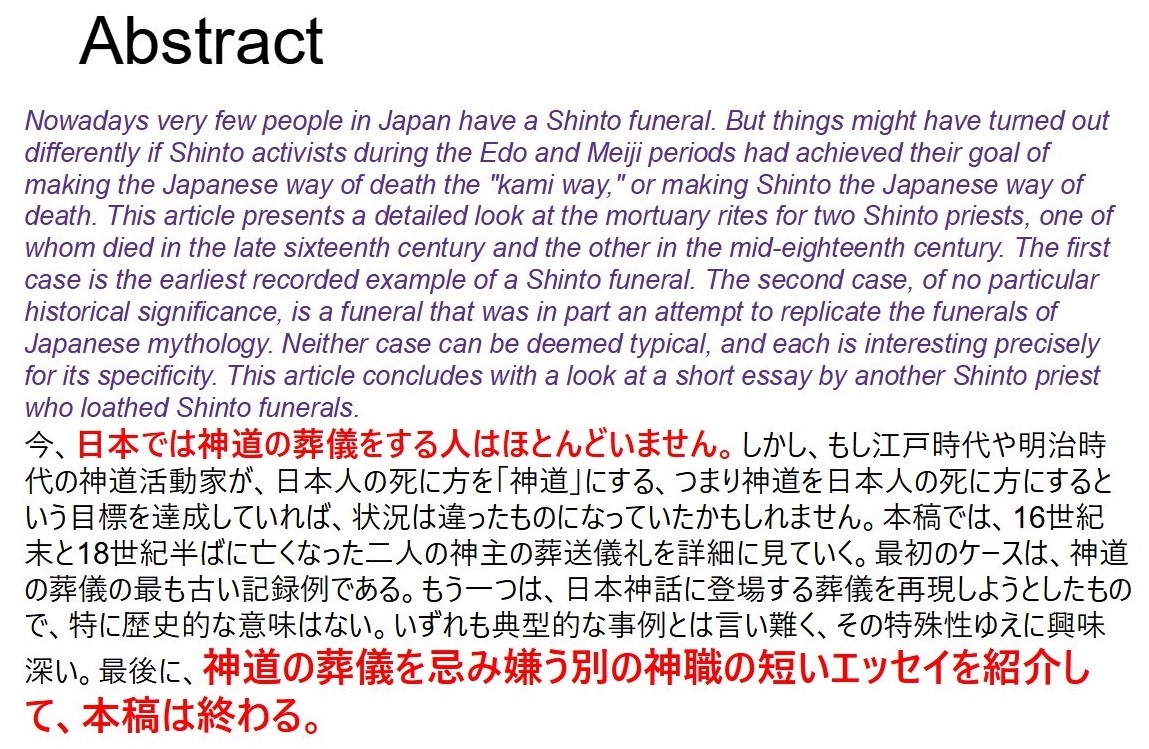 Abstract
Nowadays very few people in Japan have a Shinto funeral. But things might have turned out
differently if Shinto activists during the Edo and Meiji periods had achieved their goal of
making the Japanese way of death the "kami way," or making Shinto the Japanese way of
death. This article presents a detailed look at the mortuary rites for two Shinto priests, one of
whom died in the late sixteenth century and the other in the mid-eighteenth century. The first
case is the earliest recorded example of a Shinto funeral. The second case, of no particular
historical significance, is a funeral that was in part an attempt to replicate the funerals of
Japanese mythology. Neither case can be deemed typical, and each is interesting precisely
for its specificity. This article concludes with a look at a short essay by another Shinto priest
who loathed Shinto funerals.
今、日本では神道の葬儀をする人はほとんどいません。しかし、もし江戸時代や明治時
代の神道活動家が、日本人の死に方を「神道」にする、つまり神道を日本人の死に方にすると
いう目標を達成していれば、状況は違ったものになっていたかもしれません。本稿では、16世紀
末と18世紀半ばに亡くなった二人の神主の葬送儀礼を詳細に見ていく。最初のケースは、神道
の葬儀の最も古い記録例である。もう一つは、日本神話に登場する葬儀を再現しようとしたもの
で、特に歴史的な意味はない。いずれも典型的な事例とは言い難く、その特殊性ゆえに興味
深い。最後に、神道の葬儀を忌み嫌う別の神職の短いエッセイを紹介し
て、本稿は終わる。